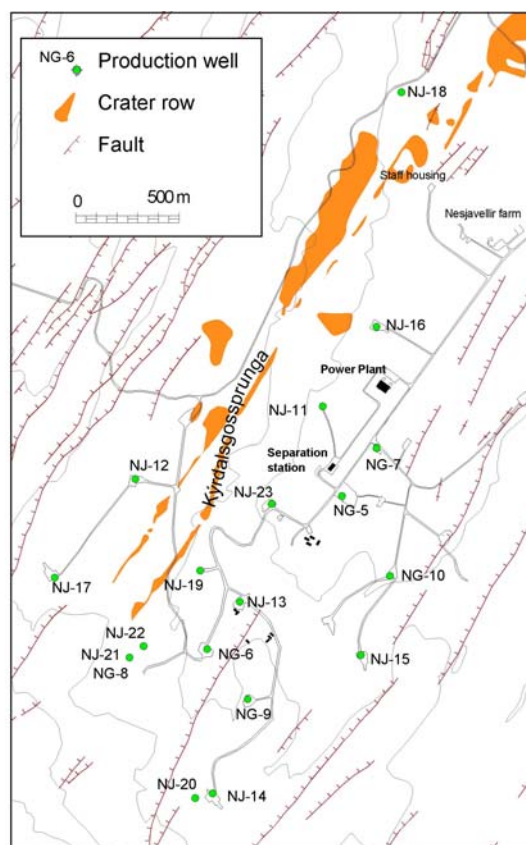 NG-6
Production well
Crater row
Fault
0
500 m
NJ-18
Staff housing
Nesjavellir farm
NJ-16
Power Plant
NJ-11
Separation
station
NG-7
Kýrdalsgossprunga
NJ-12
NJ-23
NG-5
NJ-17
NJ-19
NG-10
NJ-13
NJ-22
NJ-21
NG-8
NG-6
NJ-15
NG-9
NJ-20
NJ-14